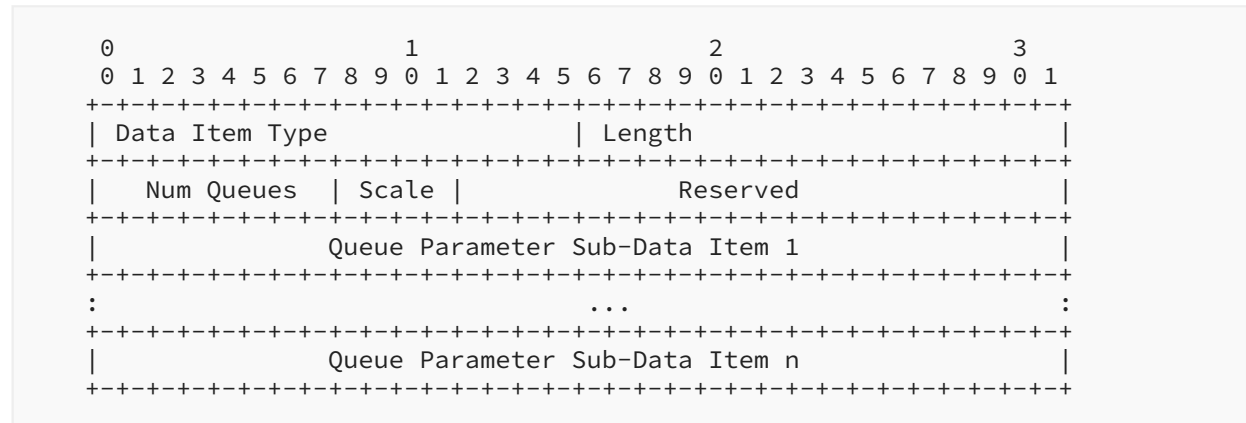 0                   1                   2                   3
 0 1 2 3 4 5 6 7 8 9 0 1 2 3 4 5 6 7 8 9 0 1 2 3 4 5 6 7 8 9 0 1
+-+-+-+-+-+-+-+-+-+-+-+-+-+-+-+-+-+-+-+-+-+-+-+-+-+-+-+-+-+-+-+-+
| Data Item Type                | Length                        |
+-+-+-+-+-+-+-+-+-+-+-+-+-+-+-+-+-+-+-+-+-+-+-+-+-+-+-+-+-+-+-+-+
|   Num Queues  | Scale |              Reserved                 |
+-+-+-+-+-+-+-+-+-+-+-+-+-+-+-+-+-+-+-+-+-+-+-+-+-+-+-+-+-+-+-+-+
|               Queue Parameter Sub-Data Item 1                 |
+-+-+-+-+-+-+-+-+-+-+-+-+-+-+-+-+-+-+-+-+-+-+-+-+-+-+-+-+-+-+-+-+
:                                ...                            :
+-+-+-+-+-+-+-+-+-+-+-+-+-+-+-+-+-+-+-+-+-+-+-+-+-+-+-+-+-+-+-+-+
|               Queue Parameter Sub-Data Item n                 |
+-+-+-+-+-+-+-+-+-+-+-+-+-+-+-+-+-+-+-+-+-+-+-+-+-+-+-+-+-+-+-+-+